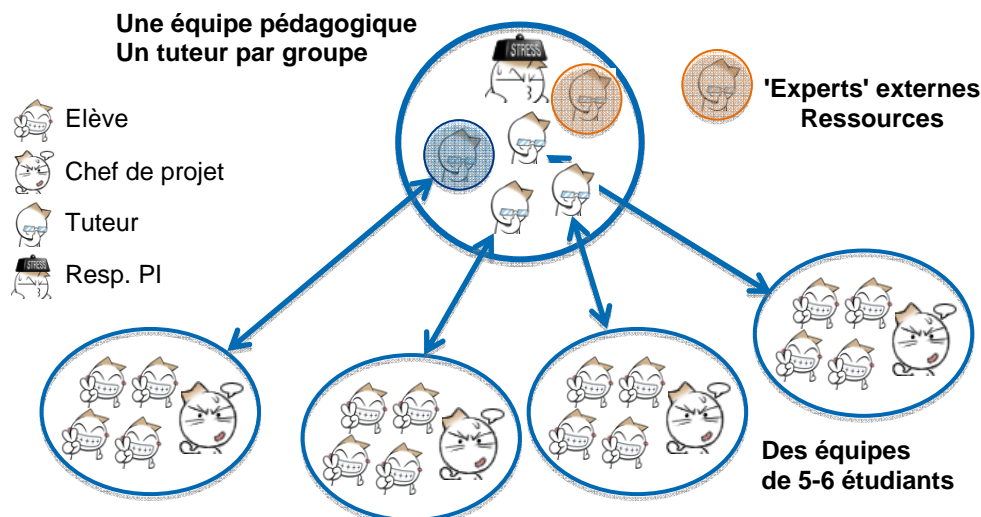 Une équipe pédagogique
Un tuteur par groupe
STRESS
'Experts' externes
Ressources
Elève
Chef de projet
Tuteur
STRESS
Resp. PI
Des équipes
de 5-6 étudiants